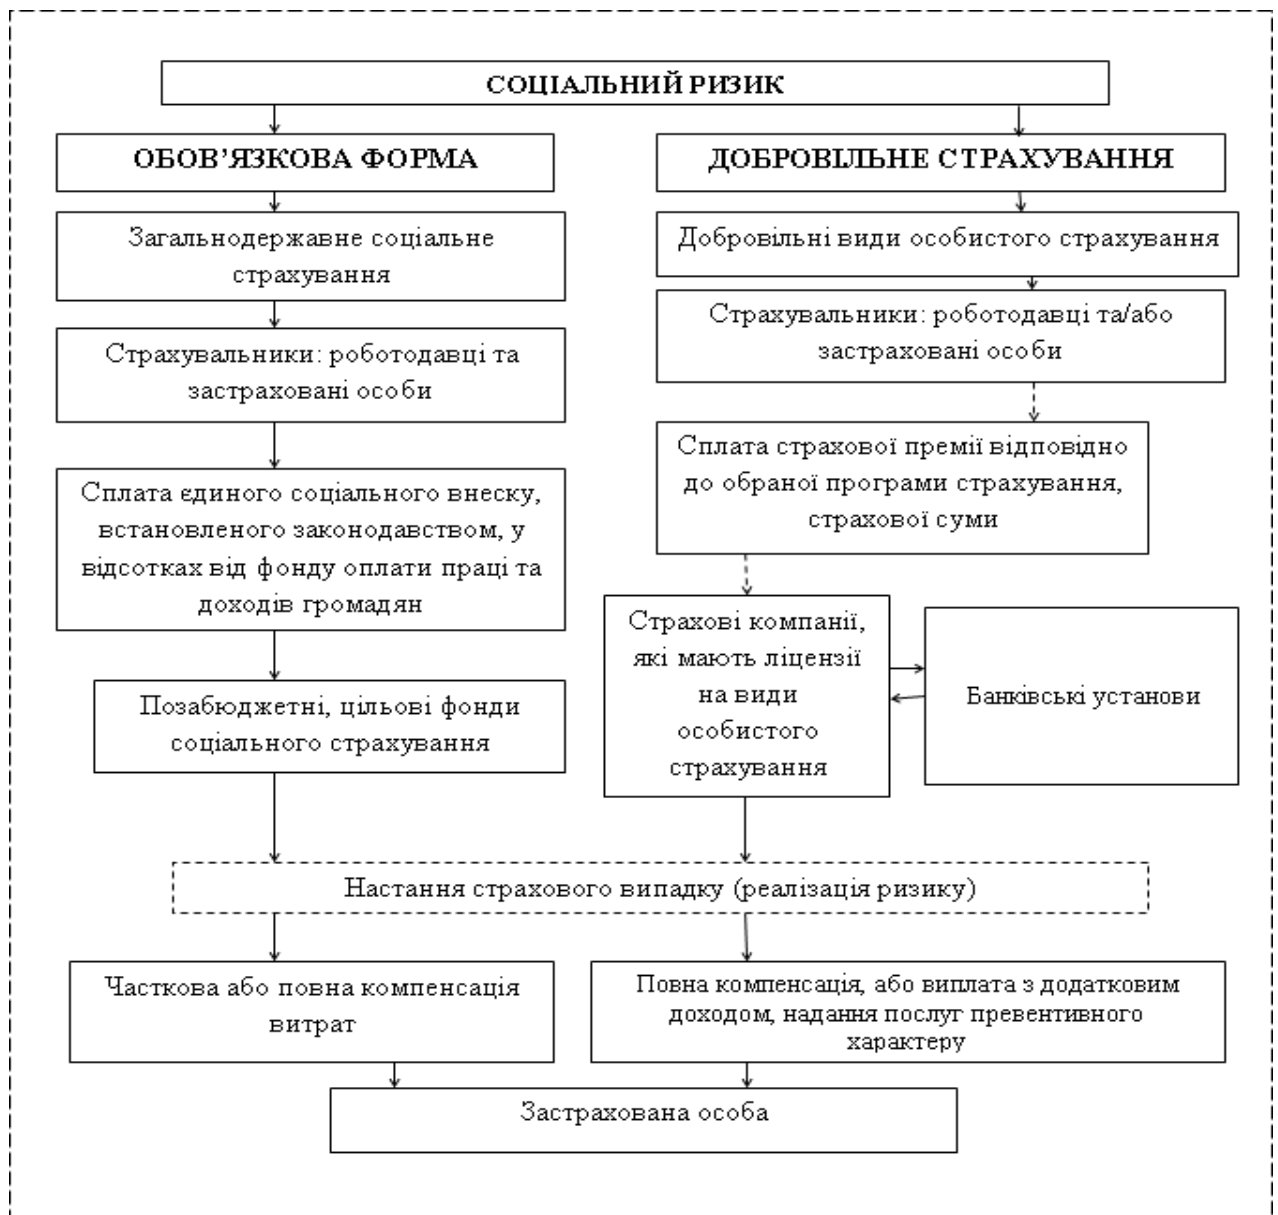 СОЦІАЛЬНИЙ РИЗИК
ОБОВ’ЯЗКОВА ФОРМА
ДОБРОВІЛЬНЕ СТРАХУВАННЯ
Загальнодержавне соціальне
страхування
Добровільні види особистого страхування
Страхувальники: роботодавці та
застраховані особи
Страхувальники: роботодавці та/або
застраховані особи
Сплата єдиного соціального внеску,
встановленого законодавством, у
відсотках від фонду оплати праці та
доходів громадян
Сплата страхової премії відповідно
до обраної програми страхування,
страхової суми
Позабюджетні, цільові фонди
соціального страхування
Страхові компанії,
які мають ліцензії
на види
особистого
страхування
Банківські установи
Настання страхового випадку (реалізація ризику)
Часткова або повна компенсація
витрат
Повна компенсація, або виплата з додатковим
доходом, надання послуг превентивного
характеру
Застрахована особа